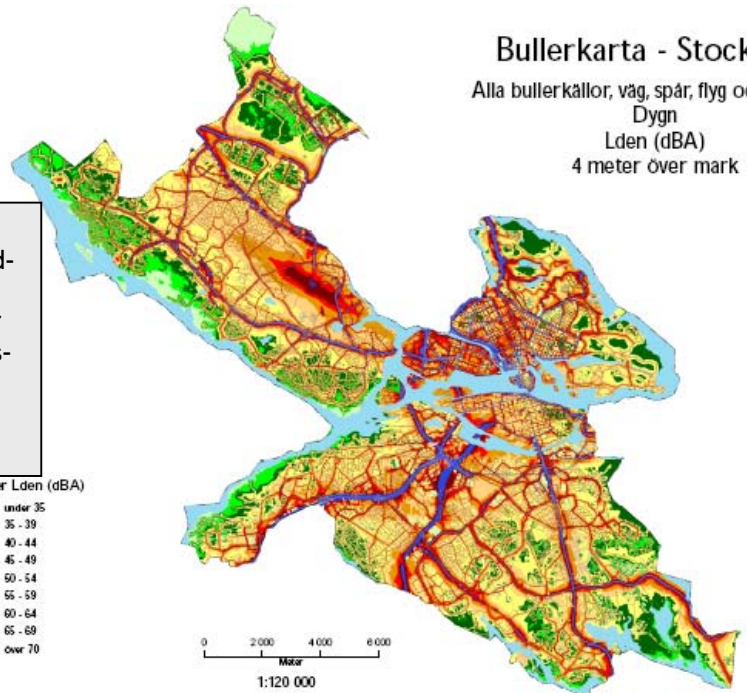 Bullerkarta - Stock
Alla bullerkällor, väg, spår, flyg o
Dygn
Lden (dBA)
4 meter över mark
d-
s-
r Lden (dBA)
under 35
35 - 39
40 - 44
45 - 49
50 - 54
55 - 59
60 - 64
65 - 69
över 70
0 2 000 4 000 6 000
Meter
1:120 000